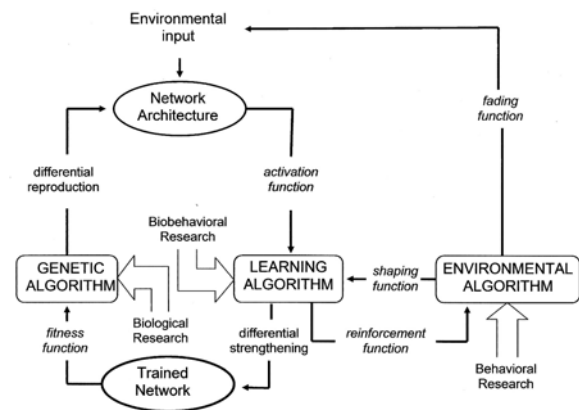 Environmental
input
Network
Architecture
fading
function
differential
reproduction
activation
function
Biobehavioral
Research
GENETIC
ALGORITHM
LEARNING
ALGORITHM
shaping
function
ENVIRONMENTAL
ALGORITHM
fitness
function
Biological
Research
differential
strengthening
reinforcement
function
Trained
Network
Behavioral
Research